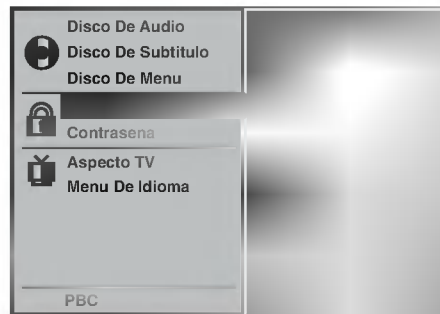 Disco De Audio
Disco De Subtitulo
Disco De Menu
Contrasena
Aspecto TV
Menu De Idioma
PBC